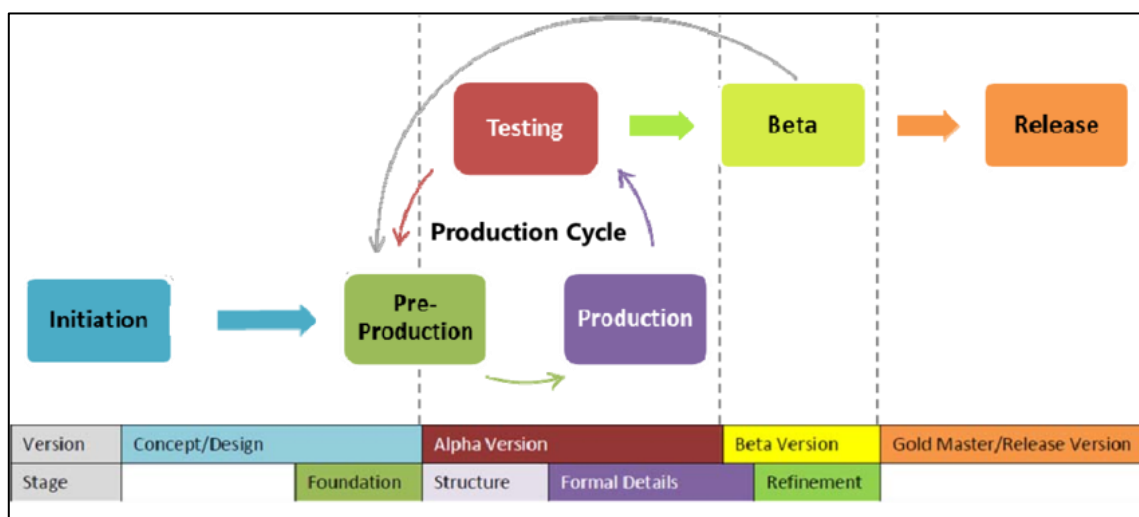 Testing
Beta
Release
Production Cycle
Initiation
Pre-
Production
Production
Version Concept/Design Alpha Version Beta Version Gold Master/Release Version
Stage Foundation Structure Formal Details Refinement